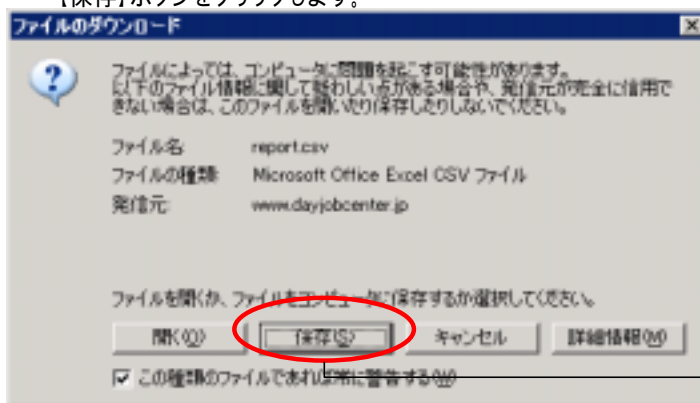 【保存】ボタンをクリックします。
ファイルのダウンロード
ファイルによっては、コンピュータに問題を起こす可能性があります。
以下のファイル情報に関して疑わしい点がある場合や、発信元が完全に信用で
きない場合は、このファイルを開いたり保存したりしないでください。
ファイル名: report.csv
ファイルの種類: Microsoft Office Excel CSV ファイル
発信元: www.dayjobcenter.jp
ファイルを開くか、ファイルをコンピュータに保存するか選択してください。
開く(O) 保存(S) キャンセル 詳細情報(M)
この種類のファイルであれば常に警告する(W)